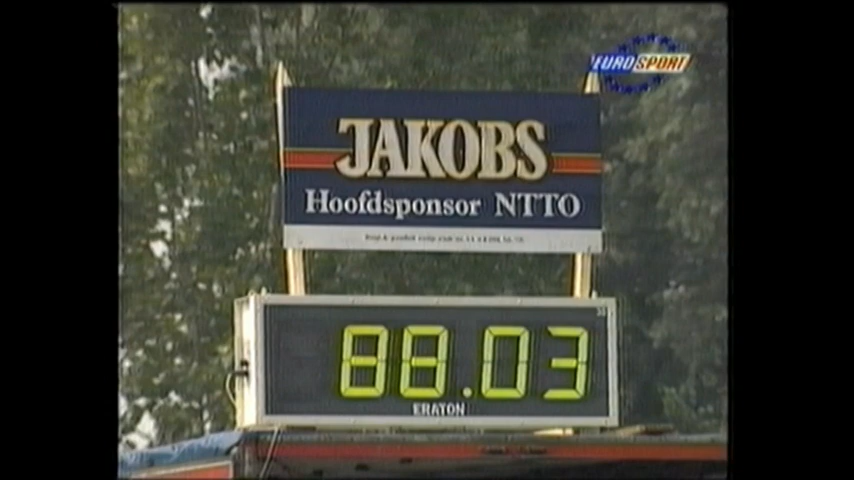 EUROSPORT
JAKOBS
Hoofdsponsor NTTO
88.03
ERATON